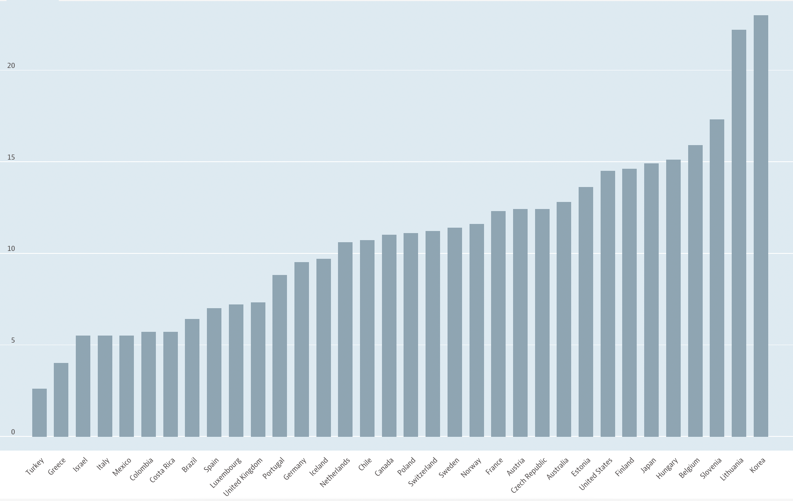 20
15
10
5
0
Turkey
Greece
Israel
Italy
Mexico
Colombia
Costa Rica
Brazil
Spain
Luxembourg
United Kingdom
Portugal
Germany
Iceland
Netherlands
Chile
Canada
Poland
Switzerland
Sweden
Norway
France
Austria
Czech Republic
Australia
Estonia
United States
Finland
Japan
Hungary
Belgium
Slovenia
Lithuania
Korea